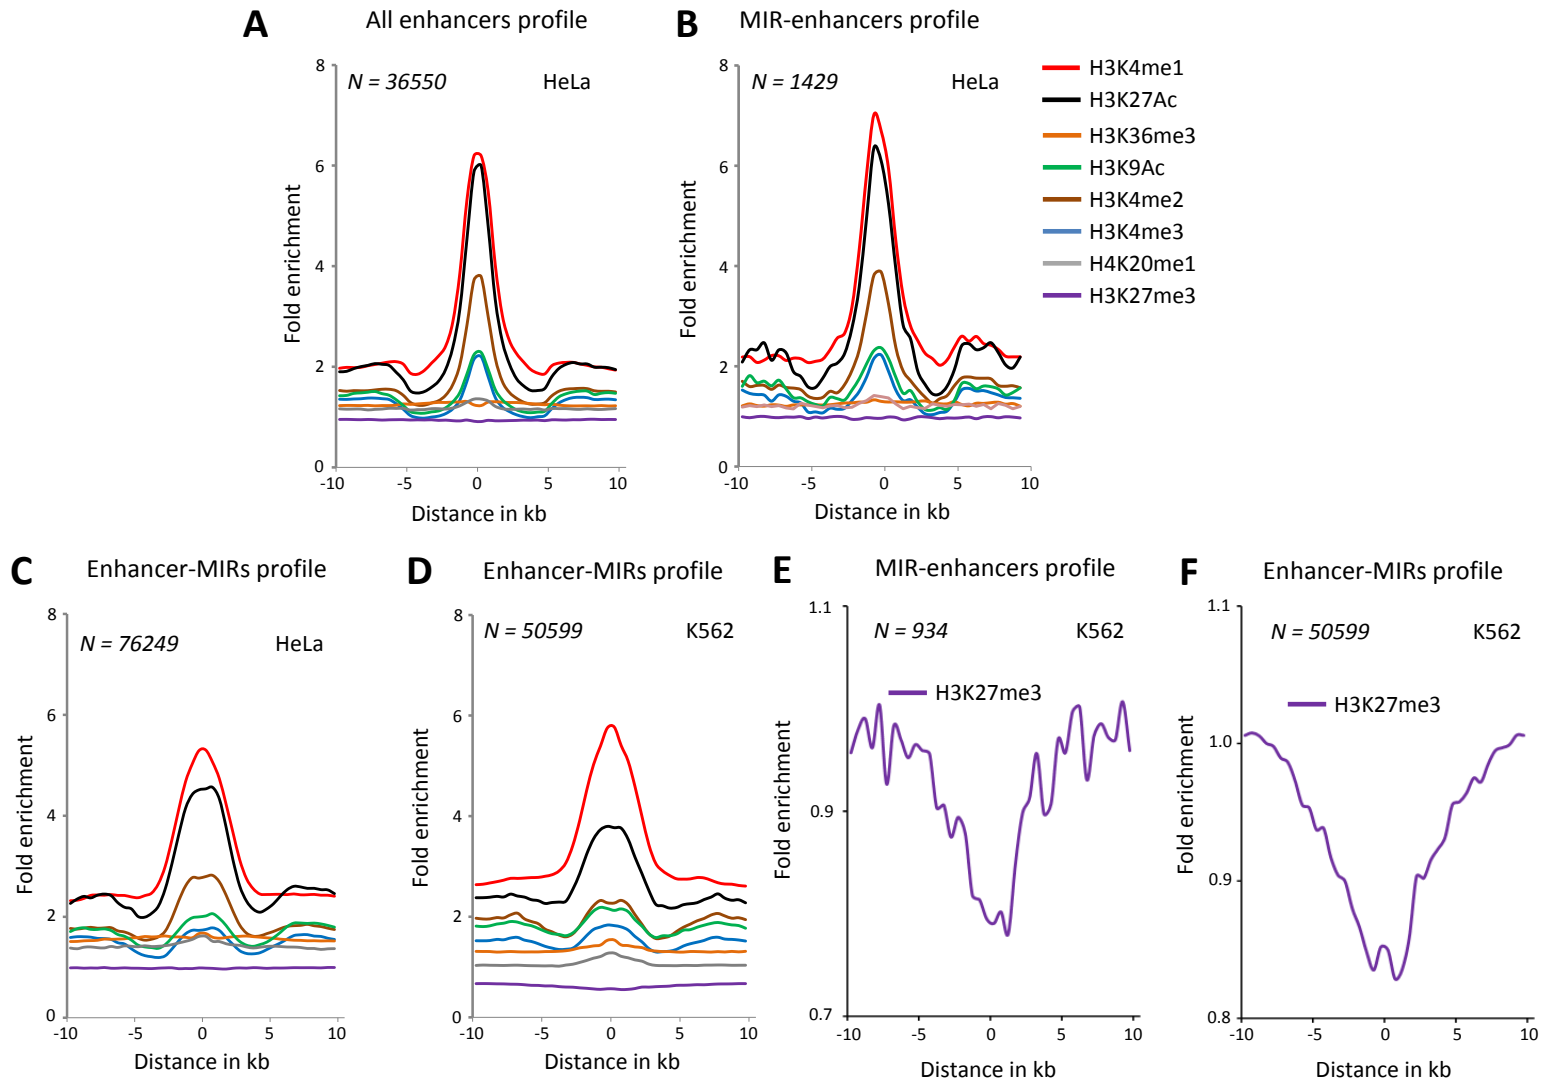 A
All enhancers profile
N = 36550
HeLa
Fold enrichment
8
6
4
2
0
-10
-5
0
5
10
Distance in kb
B
MIR-enhancers profile
N = 1429
HeLa
Fold enrichment
8
6
4
2
0
-10
-5
0
5
10
Distance in kb
H3K4me1
H3K27Ac
H3K36me3
H3K9Ac
H3K4me2
H3K4me3
H4K20me1
H3K27me3
C
Enhancer-MIRs profile
N = 76249
HeLa
Fold enrichment
8
6
4
2
0
-10
-5
0
5
10
Distance in kb
D
Enhancer-MIRs profile
N = 50599
K562
Fold enrichment
8
6
4
2
0
-10
-5
0
5
10
Distance in kb
E
MIR-enhancers profile
N = 934
K562
H3K27me3
Fold enrichment
1.1
0.9
0.7
-10
-5
0
5
10
Distance in kb
F
Enhancer-MIRs profile
N = 50599
K562
H3K27me3
Fold enrichment
1.1
1.0
0.9
0.8
-10
-5
0
5
10
Distance in kb